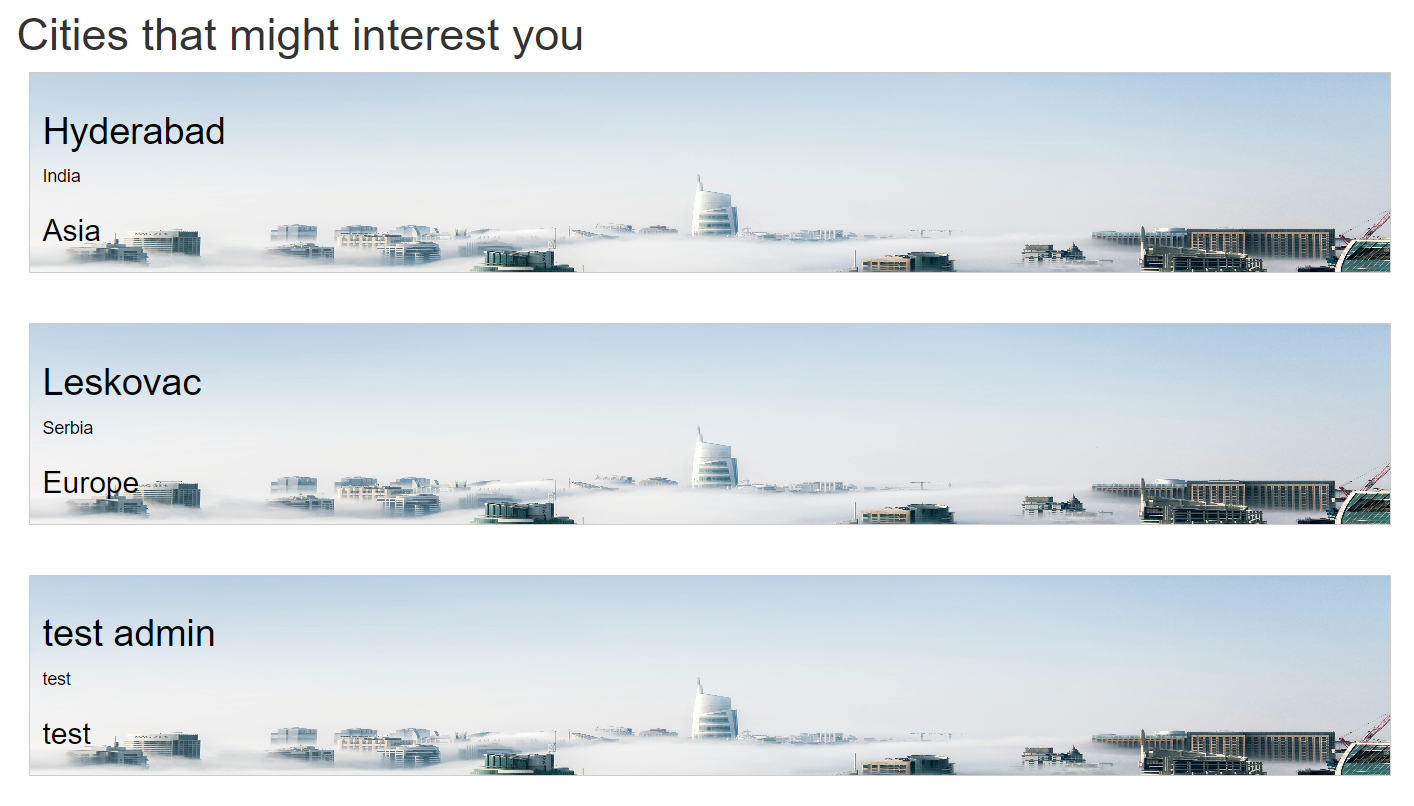 Cities that might interest you
Hyderabad
India
Asia
Leskovac
Serbia
Europe
test admin
test
test